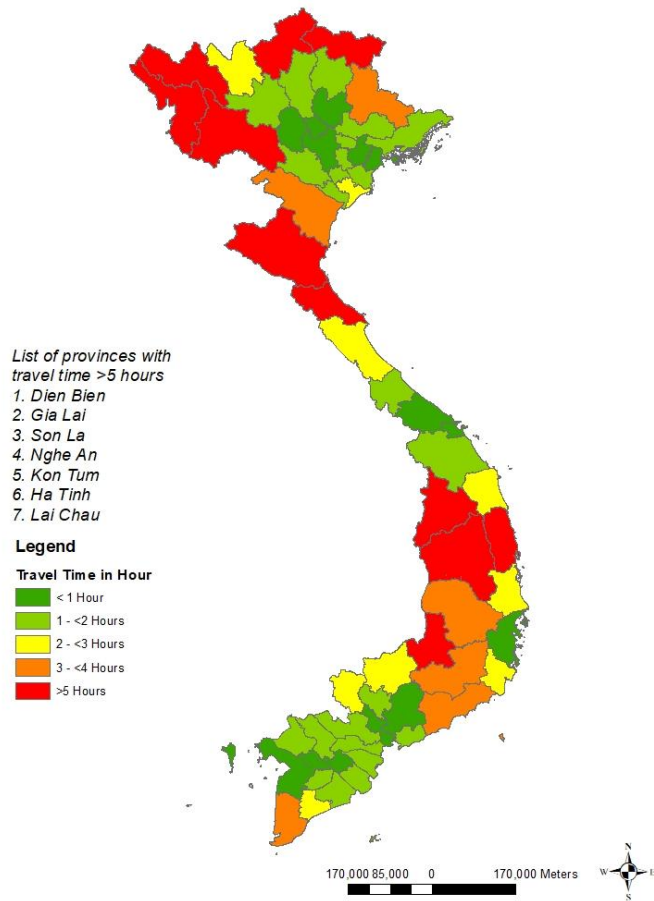 List of provinces with
travel time >5 hours
1. Dien Bien
2. Gia Lai
3. Son La
4. Nghe An
5. Kon Tum
6. Ha Tinh
7. Lai Chau
Legend
Travel Time in Hour
< 1 Hour
1 - <2 Hours
2 - <3 Hours
3 - <4 Hours
>5 Hours
170,000 85,000 0 170,000 Meters
N
W E
S